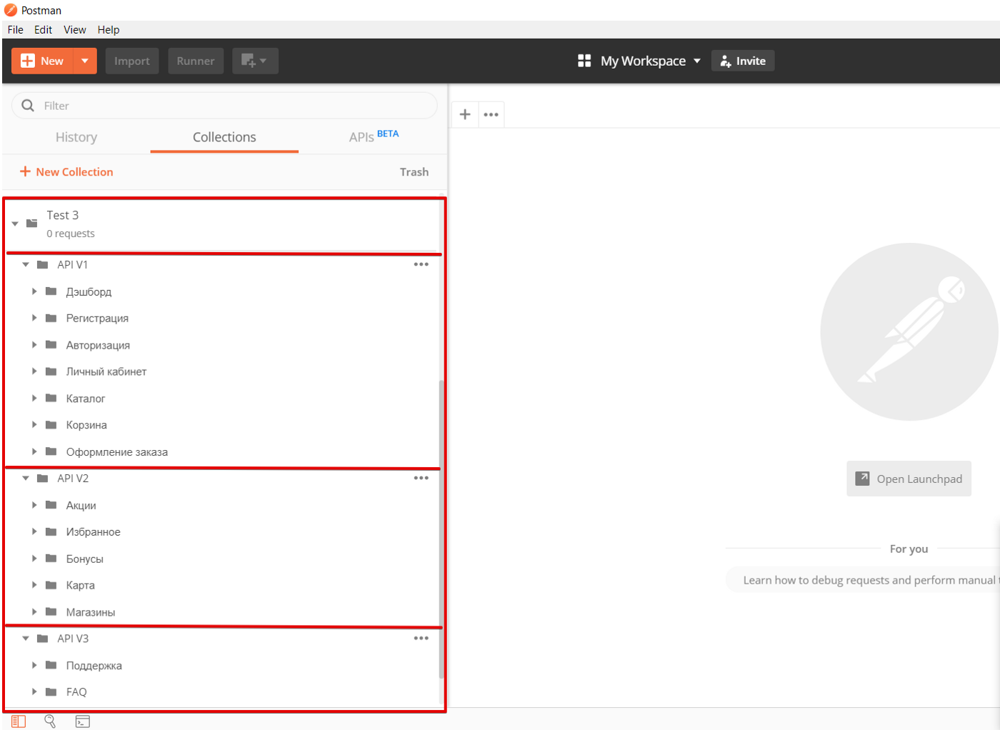 Postman
File Edit View Help
New Import Runner My Workspace Invite
Filter
History Collections APIs BETA
New Collection Trash
Test 3
0 requests
API V1
Дэшборд
Регистрация
Авторизация
Личный кабинет
Каталог
Корзина
Оформление заказа
API V2
Акции
Избранное
Бонусы
Карта
Магазины
API V3
Поддержка
FAQ
Open Launchpad
For you
Learn how to debug requests and perform manual